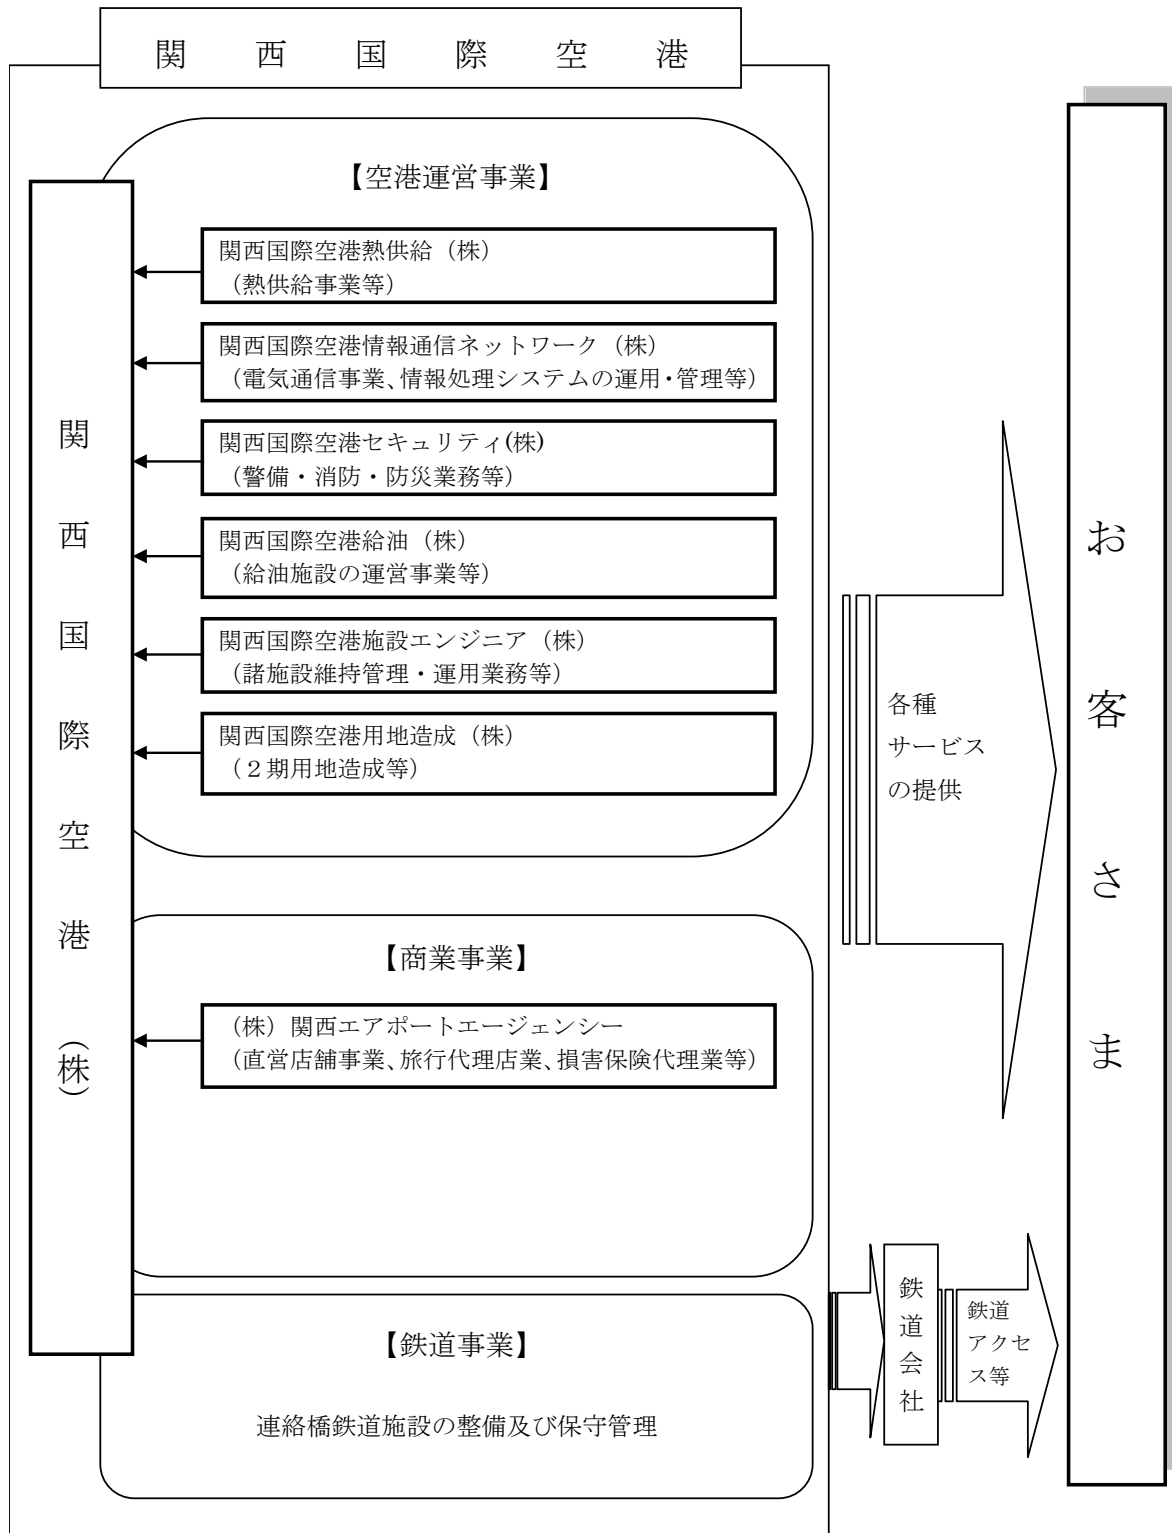 関西国際空港
関西国際空港(株)
【空港運営事業】
関西国際空港熱供給（株）
（熱供給事業等）
関西国際空港情報通信ネットワーク（株）
（電気通信事業、情報処理システムの運用・管理等）
関西国際空港セキュリティ(株)
（警備・消防・防災業務等）
関西国際空港給油（株）
（給油施設の運営事業等）
関西国際空港施設エンジニア（株）
（諸施設維持管理・運用業務等）
関西国際空港用地造成（株）
（２期用地造成等）
【商業事業】
（株）関西エアポートエージェンシー
（直営店舗事業、旅行代理店業、損害保険代理業等）
【鉄道事業】
連絡橋鉄道施設の整備及び保守管理
各種
サービス
の提供
鉄道会社
鉄道
アクセ
ス等
お客さま